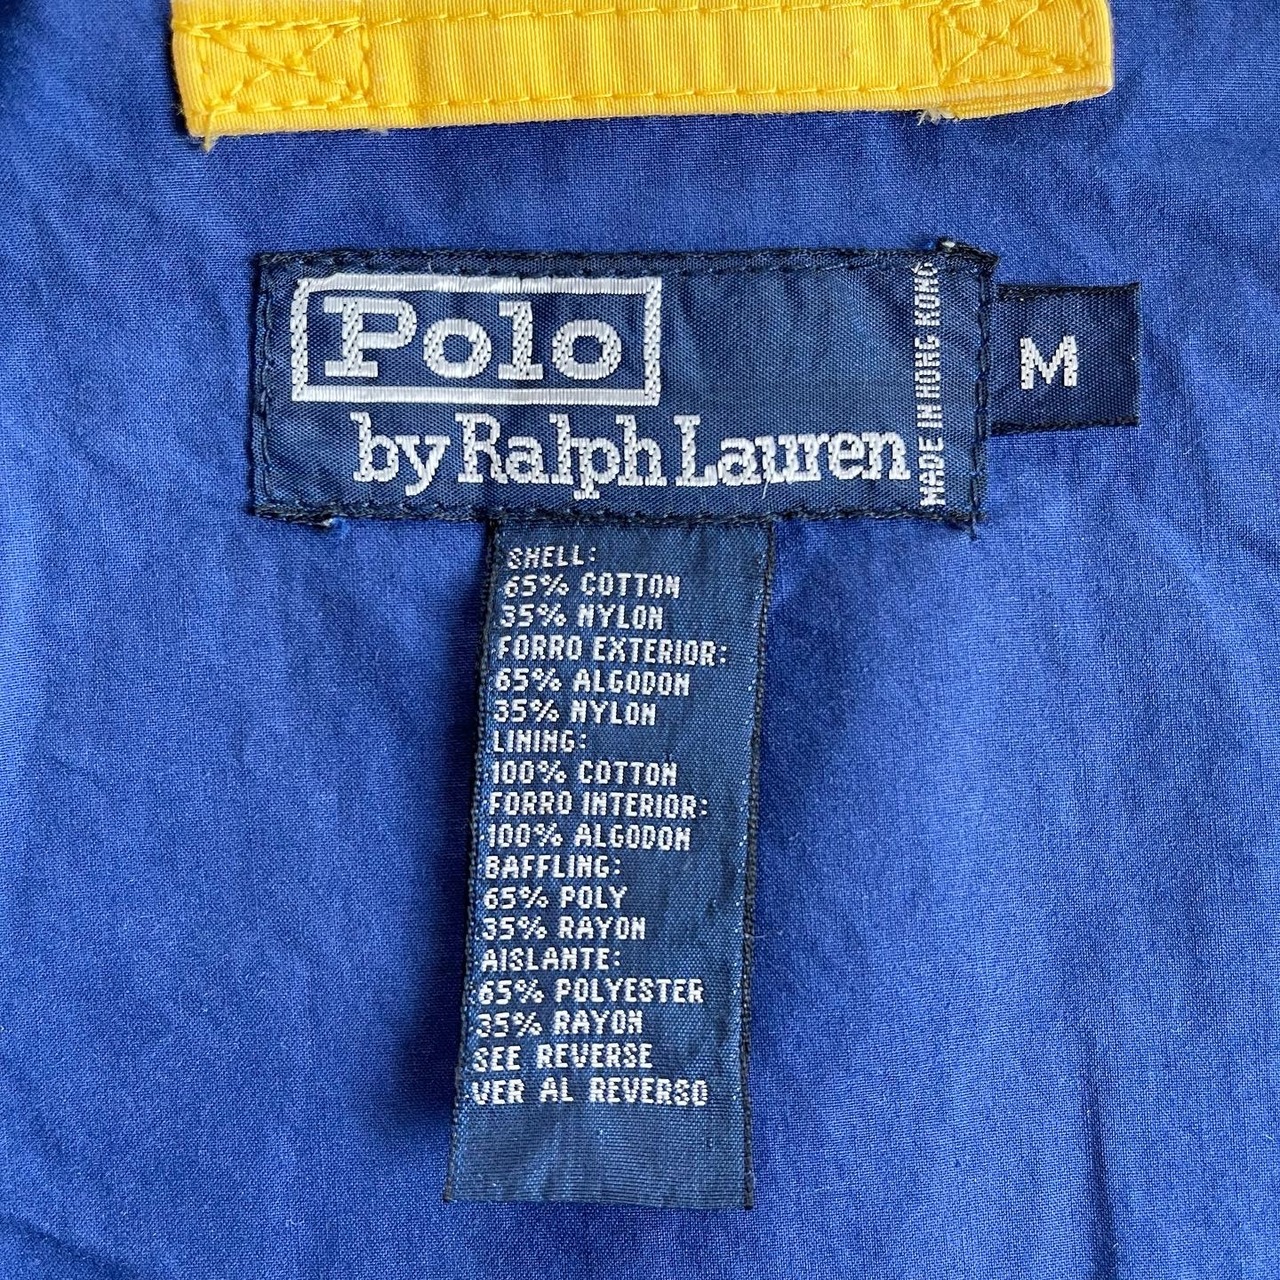 Polo
by Ralph Lauren
MADE IN HONG KONG
M
SHELL:
65% COTTON
35% NYLON
FORRO EXTERIOR:
65% ALGODON
35% NYLON
LINING:
100% COTTON
FORRO INTERIOR:
100% ALGODON
BAFFLING:
65% POLY
35% RAYON
AISLANTE:
65% POLYESTER
35% RAYON
SEE REVERSE
VER AL REVERSO